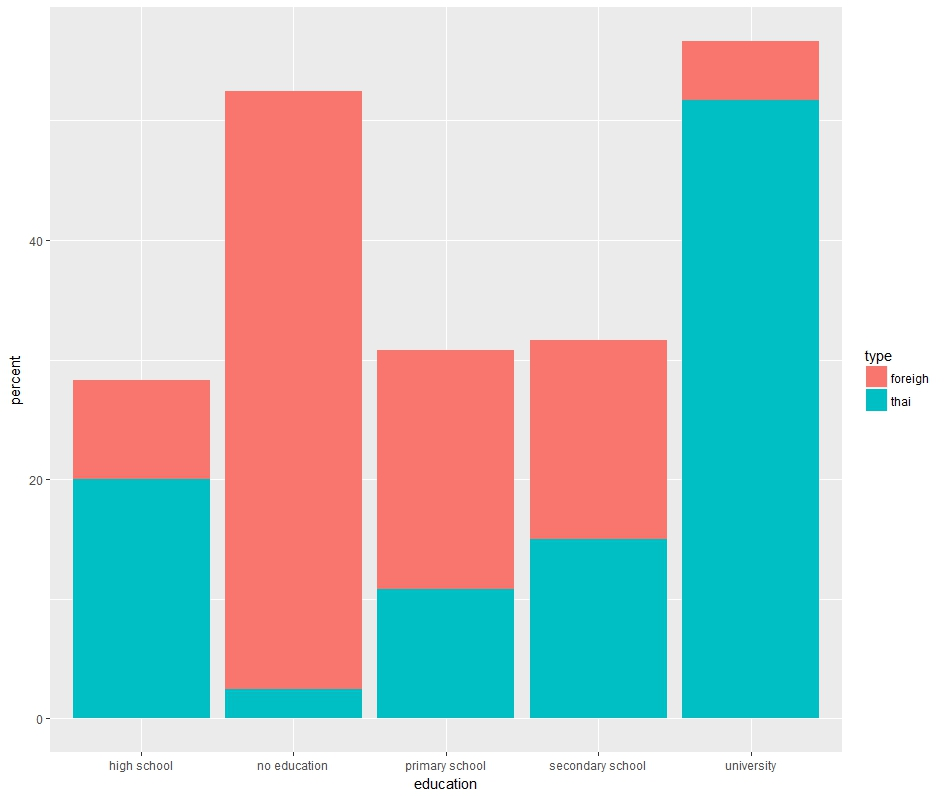 percent
40
20
0
high school
no education
primary school
secondary school
university
education
type
foreigh
thai